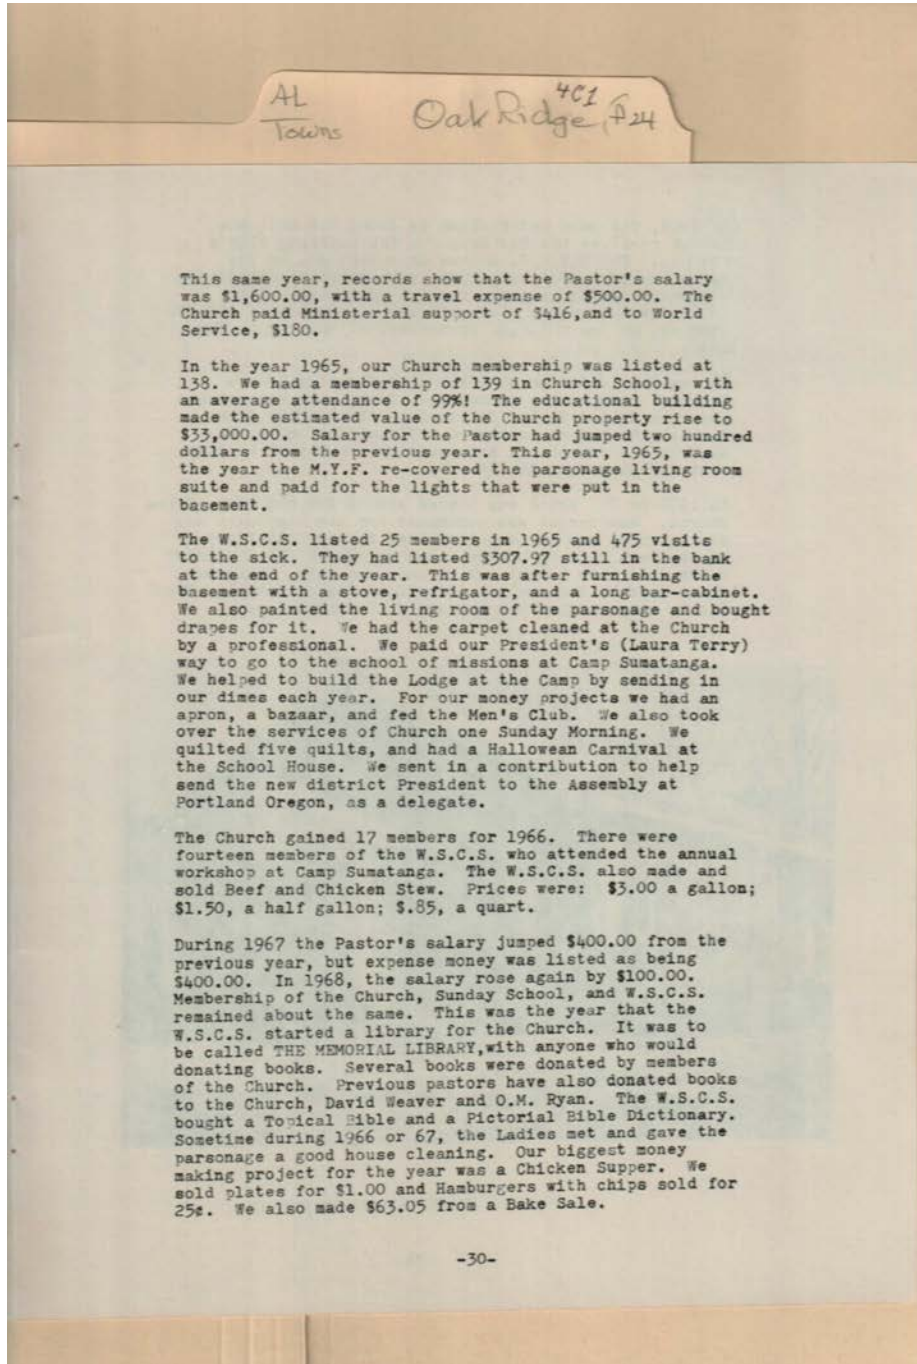 AL
Towns
Oak Ridge, P24
4C1
This same year, records show that the Pastor's salary
was $1,600.00, with a travel expense of $500.00. The
Church paid Ministerial support of $416,and to World
Service, $180.
In the year 1965, our Church membership was listed at
138. We had a membership of 139 in Church School, with
an average attendance of 99%! The educational building
made the estimated value of the Church property rise to
$33,000.00. Salary for the Pastor had jumped two hundred
dollars from the previous year. This year, 1965, was
the year the M.Y.F. re-covered the parsonage living room
suite and paid for the lights that were put in the
basement.
The W.S.C.S. listed 25 members in 1965 and 475 visits
to the sick. They had listed $307.97 still in the bank
at the end of the year. This was after furnishing the
basement with a stove, refrigator, and a long bar-cabinet.
We also painted the living room of the parsonage and bought
drapes for it. We had the carpet cleaned at the Church
by a professional. We paid our President's (Laura Terry)
way to go to the school of missions at Camp Sumatanga.
We helped to build the Lodge at the Camp by sending in
our dimes each year. For our money projects we had an
apron, a bazaar, and fed the Men's Club. We also took
over the services of Church one Sunday Morning. We
quilted five quilts, and had a Hallowean Carnival at
the School House. We sent in a contribution to help
send the new district President to the Assembly at
Portland Oregon, as a delegate.
The Church gained 17 members for 1966. There were
fourteen members of the W.S.C.S. who attended the annual
workshop at Camp Sumatanga. The W.S.C.S. also made and
sold Beef and Chicken Stew. Prices were: $3.00 a gallon;
$1.50, a half gallon; $.85, a quart.
During 1967 the Pastor's salary jumped $400.00 from the
previous year, but expense money was listed as being
$400.00. In 1968, the salary rose again by $100.00.
Membership of the Church, Sunday School, and W.S.C.S.
remained about the same. This was the year that the
W.S.C.S. started a library for the Church. It was to
be called THE MEMORIAL LIBRARY,with anyone who would
donating books. Several books were donated by members
of the Church. Previous pastors have also donated books
to the Church, David Weaver and O.M. Ryan. The W.S.C.S.
bought a Topical Bible and a Pictorial Bible Dictionary.
Sometime during 1966 or 67, the Ladies met and gave the
parsonage a good house cleaning. Our biggest money
making project for the year was a Chicken Supper. We
sold plates for $1.00 and Hamburgers with chips sold for
25¢. We also made $63.05 from a Bake Sale.
-30-